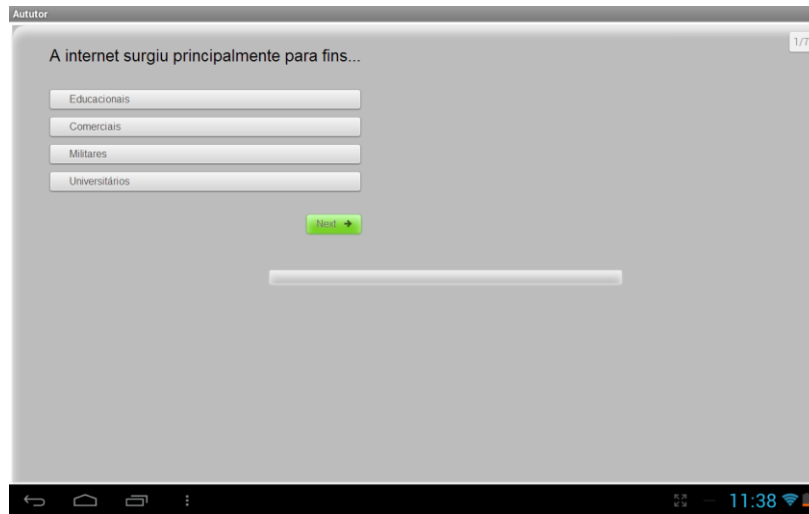 Aututor
1/7
A internet surgiu principalmente para fins...
Educacionais
Comerciais
Militares
Universitários
Next
11:38